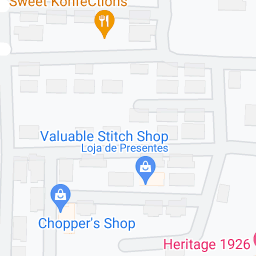 Sweet KonfeCtions
Valuable Stitch Shop
Loja de Presentes
Chopper's Shop
Heritage 1926